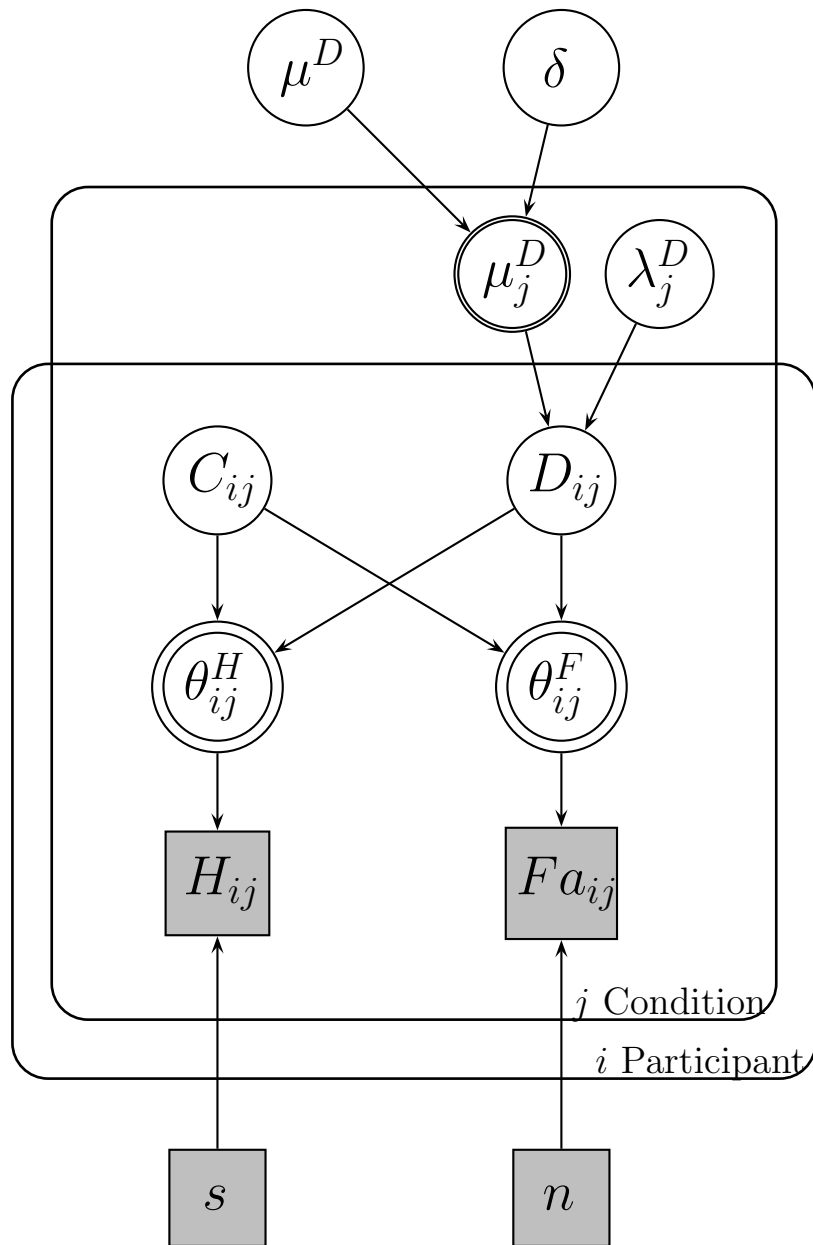 μ^D δ
μ_j^D λ_j^D
C_ij D_ij
θ_ij^H θ_ij^F
H_ij Fa_ij
j Condition
i Participant
s n